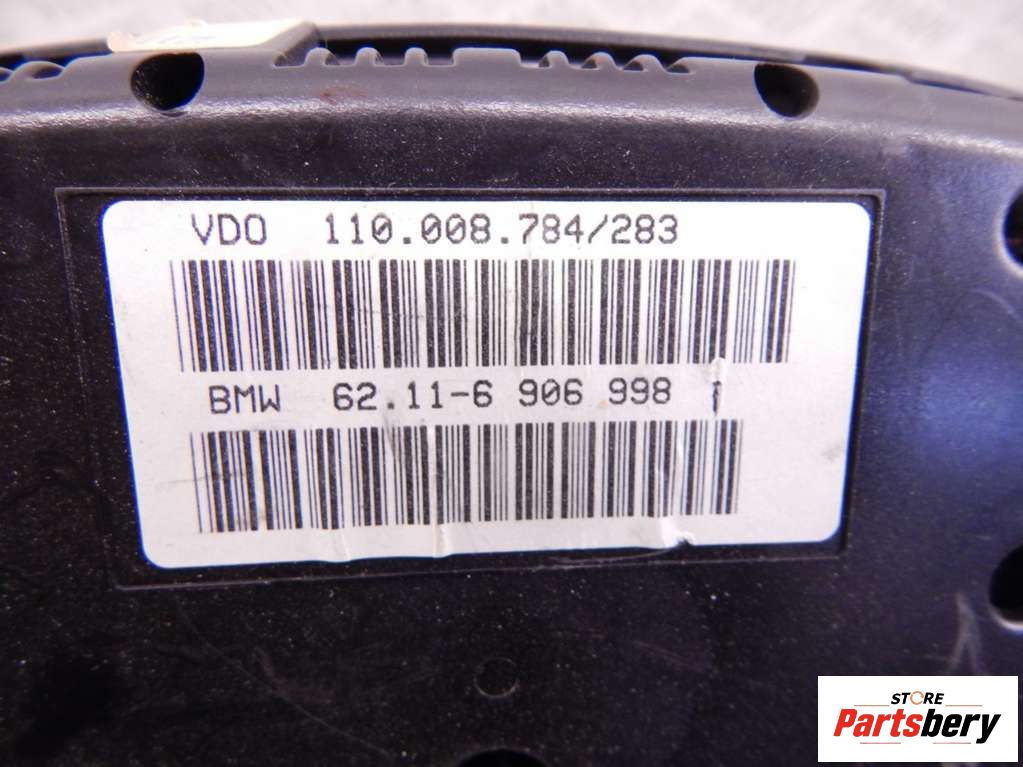 VDO 110.008.784/283
BMW 62.11-6 906 998
STORE
Partsbery